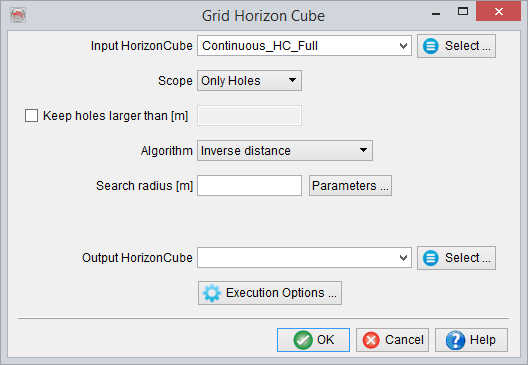 Grid Horizon Cube
Input HorizonCube Continuous_HC_Full Select ...
Scope Only Holes
Keep holes larger than [m]
Algorithm Inverse distance
Search radius [m] Parameters ...
Output HorizonCube Select ...
Execution Options ...
OK Cancel Help